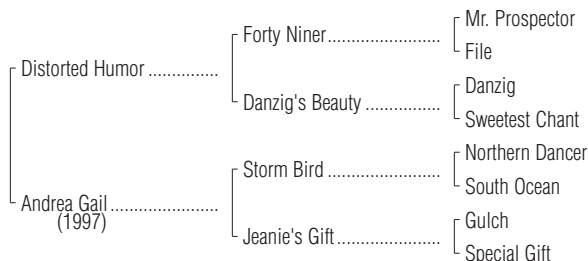 Mr. Prospector
Forty Niner..............................
File
Distorted Humor ..................
Danzig
Danzig's Beauty ....................
Sweetest Chant
Northern Dancer
Storm Bird ..............................
South Ocean
Andrea Gail ............................
(1997)
Gulch
Jeanie's Gift ...........................
Special Gift